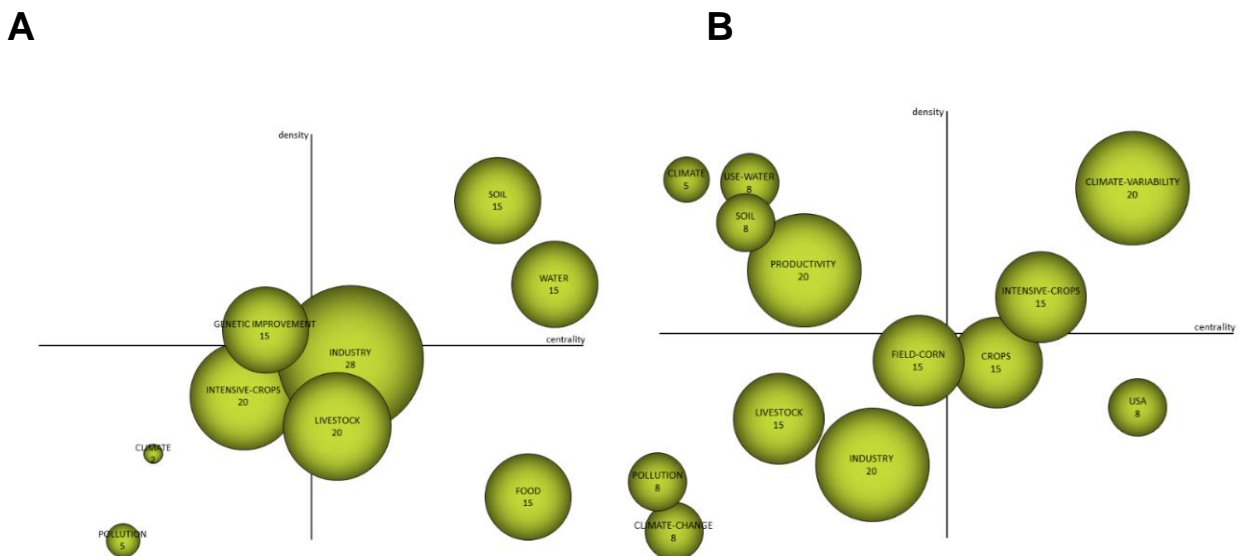 A
density
SOIL
15
WATER
15
centrality
GENETIC IMPROVEMENT
15
INDUSTRY
28
INTENSIVE-CROPS
20
LIVESTOCK
20
CLIMATE
2
FOOD
15
POLLUTION
5
B
density
CLIMATE
5
USE-WATER
8
SOIL
8
CLIMATE-VARIABILITY
20
PRODUCTIVITY
20
INTENSIVE-CROPS
15
centrality
FIELD-CORN
15
CROPS
15
USA
8
LIVESTOCK
15
INDUSTRY
20
POLLUTION
8
CLIMATE-CHANGE
8